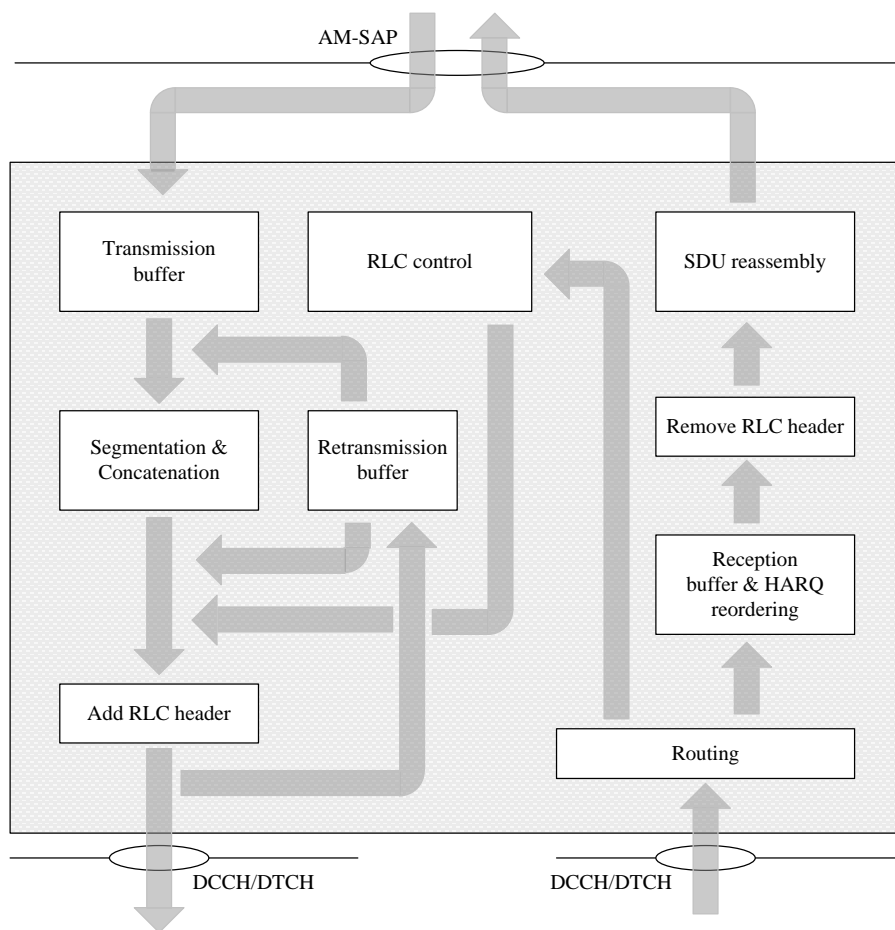 AM-SAP
Transmission
buffer
RLC control
SDU reassembly
Segmentation &
Concatenation
Retransmission
buffer
Remove RLC header
Reception
buffer & HARQ
reordering
Add RLC header
Routing
DCCH/DTCH
DCCH/DTCH